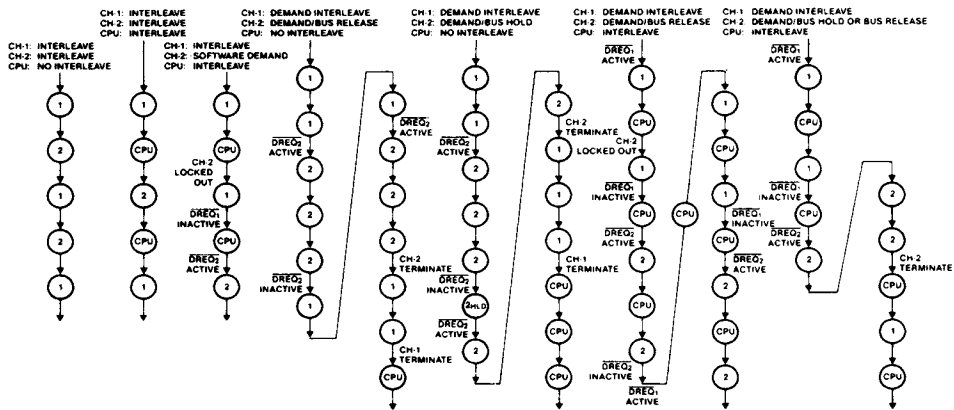 CH-1: INTERLEAVE
CH-2: INTERLEAVE
CPU: NO INTERLEAVE
1
2
1
2
1
CH-1: INTERLEAVE
CH-2: INTERLEAVE
CPU: INTERLEAVE
1
CPU
2
CPU
1
CH-1: INTERLEAVE
CH-2: SOFTWARE DEMAND
CPU: INTERLEAVE
1
CPU
CH-2
LOCKED
OUT
1
DREQ1
INACTIVE
CPU
DREQ2
ACTIVE
2
CH-1: DEMAND INTERLEAVE
CH-2: DEMAND/BUS RELEASE
CPU: NO INTERLEAVE
1
1
DREQ2
ACTIVE
2
2
2
DREQ2
INACTIVE
1
1
DREQ2
ACTIVE
2
2
2
CH-2
TERMINATE
1
1
CH-1
TERMINATE
CPU
CH-1: DEMAND INTERLEAVE
CH-2: DEMAND/BUS HOLD
CPU: NO INTERLEAVE
1
1
DREQ2
ACTIVE
2
2
2
DREQ2
INACTIVE
2HLD
DREQ2
ACTIVE
2
2
CH-2
TERMINATE
1
1
1
CH-1
TERMINATE
CPU
CPU
CPU
CH-1: DEMAND INTERLEAVE
CH-2: DEMAND/BUS RELEASE
CPU: INTERLEAVE
DREQ1
ACTIVE
1
CPU
CH-2
LOCKED OUT
1
DREQ1
INACTIVE
CPU
DREQ2
ACTIVE
2
CPU
2
DREQ2
INACTIVE
DREQ1
ACTIVE
CPU
1
CPU
1
DREQ1
INACTIVE
CPU
DREQ2
ACTIVE
2
CPU
2
CH-1: DEMAND INTERLEAVE
CH-2: DEMAND/BUS HOLD OR BUS RELEASE
CPU: INTERLEAVE
DREQ1
ACTIVE
1
CPU
1
DREQ1
INACTIVE
CPU
DREQ2
ACTIVE
2
2
2
CH-2
TERMINATE
CPU
1
CPU